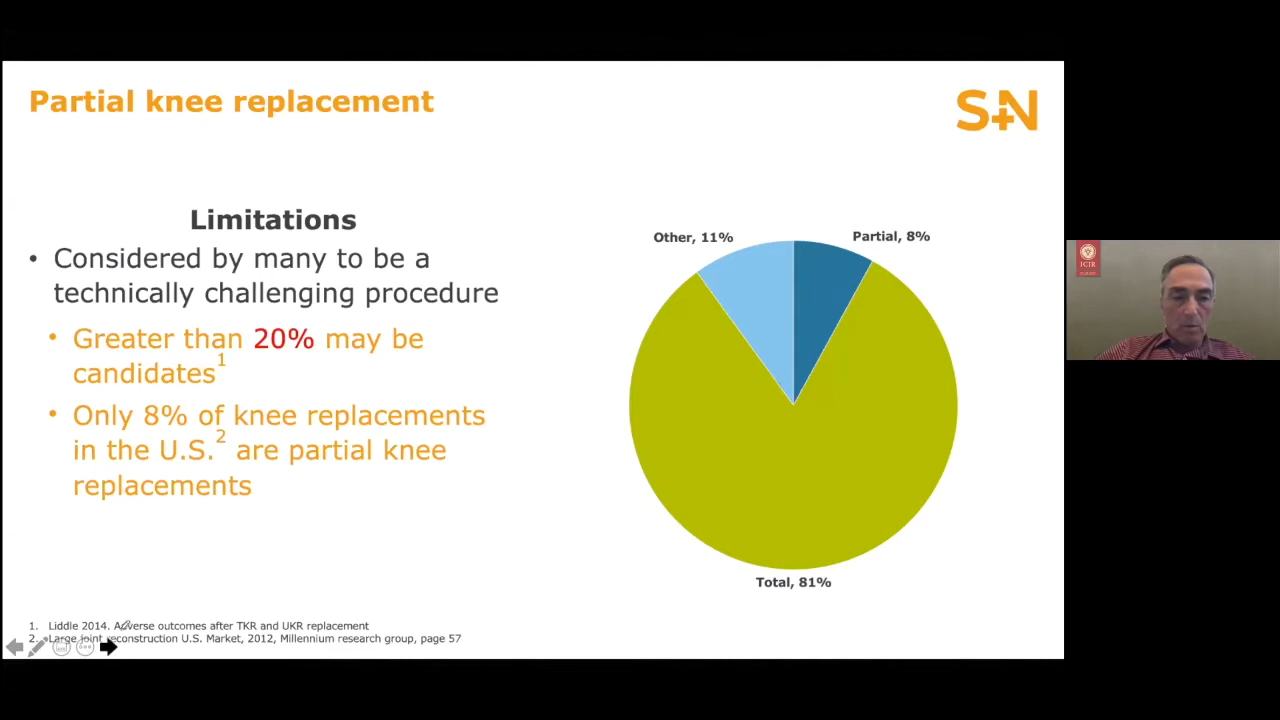 Partial knee replacement
S+N
Limitations
• Considered by many to be a
technically challenging procedure
• Greater than 20% may be
candidates1
• Only 8% of knee replacements
in the U.S.2 are partial knee
replacements
Other, 11%
Partial, 8%
Total, 81%
1. Liddle 2014. Adverse outcomes after TKR and UKR replacement
2. Large joint reconstruction U.S. Market, 2012, Millennium research group, page 57
ICJR